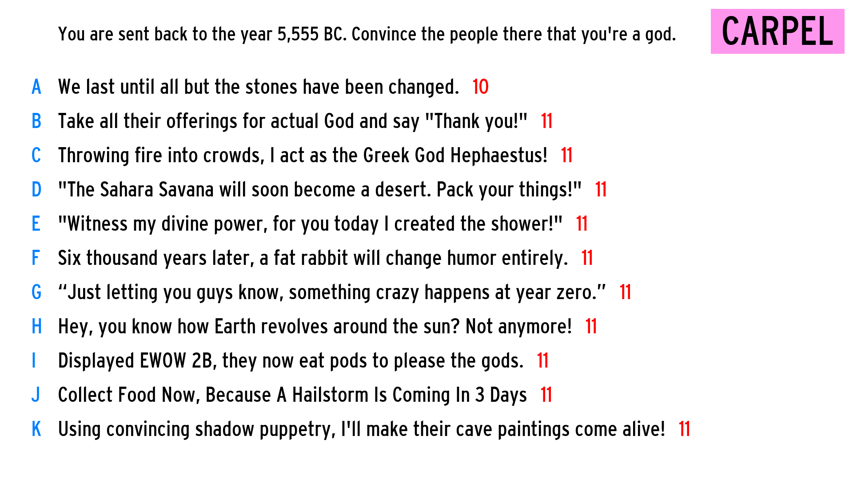 You are sent back to the year 5,555 BC. Convince the people there that you're a god.
CARPEL
A We last until all but the stones have been changed. 10
B Take all their offerings for actual God and say "Thank you!" 11
C Throwing fire into crowds, I act as the Greek God Hephaestus! 11
D "The Sahara Savana will soon become a desert. Pack your things!" 11
E "Witness my divine power, for you today I created the shower!" 11
F Six thousand years later, a fat rabbit will change humor entirely. 11
G “Just letting you guys know, something crazy happens at year zero.” 11
H Hey, you know how Earth revolves around the sun? Not anymore! 11
I Displayed EWOW 2B, they now eat pods to please the gods. 11
J Collect Food Now, Because A Hailstorm Is Coming In 3 Days 11
K Using convincing shadow puppetry, I'll make their cave paintings come alive! 11